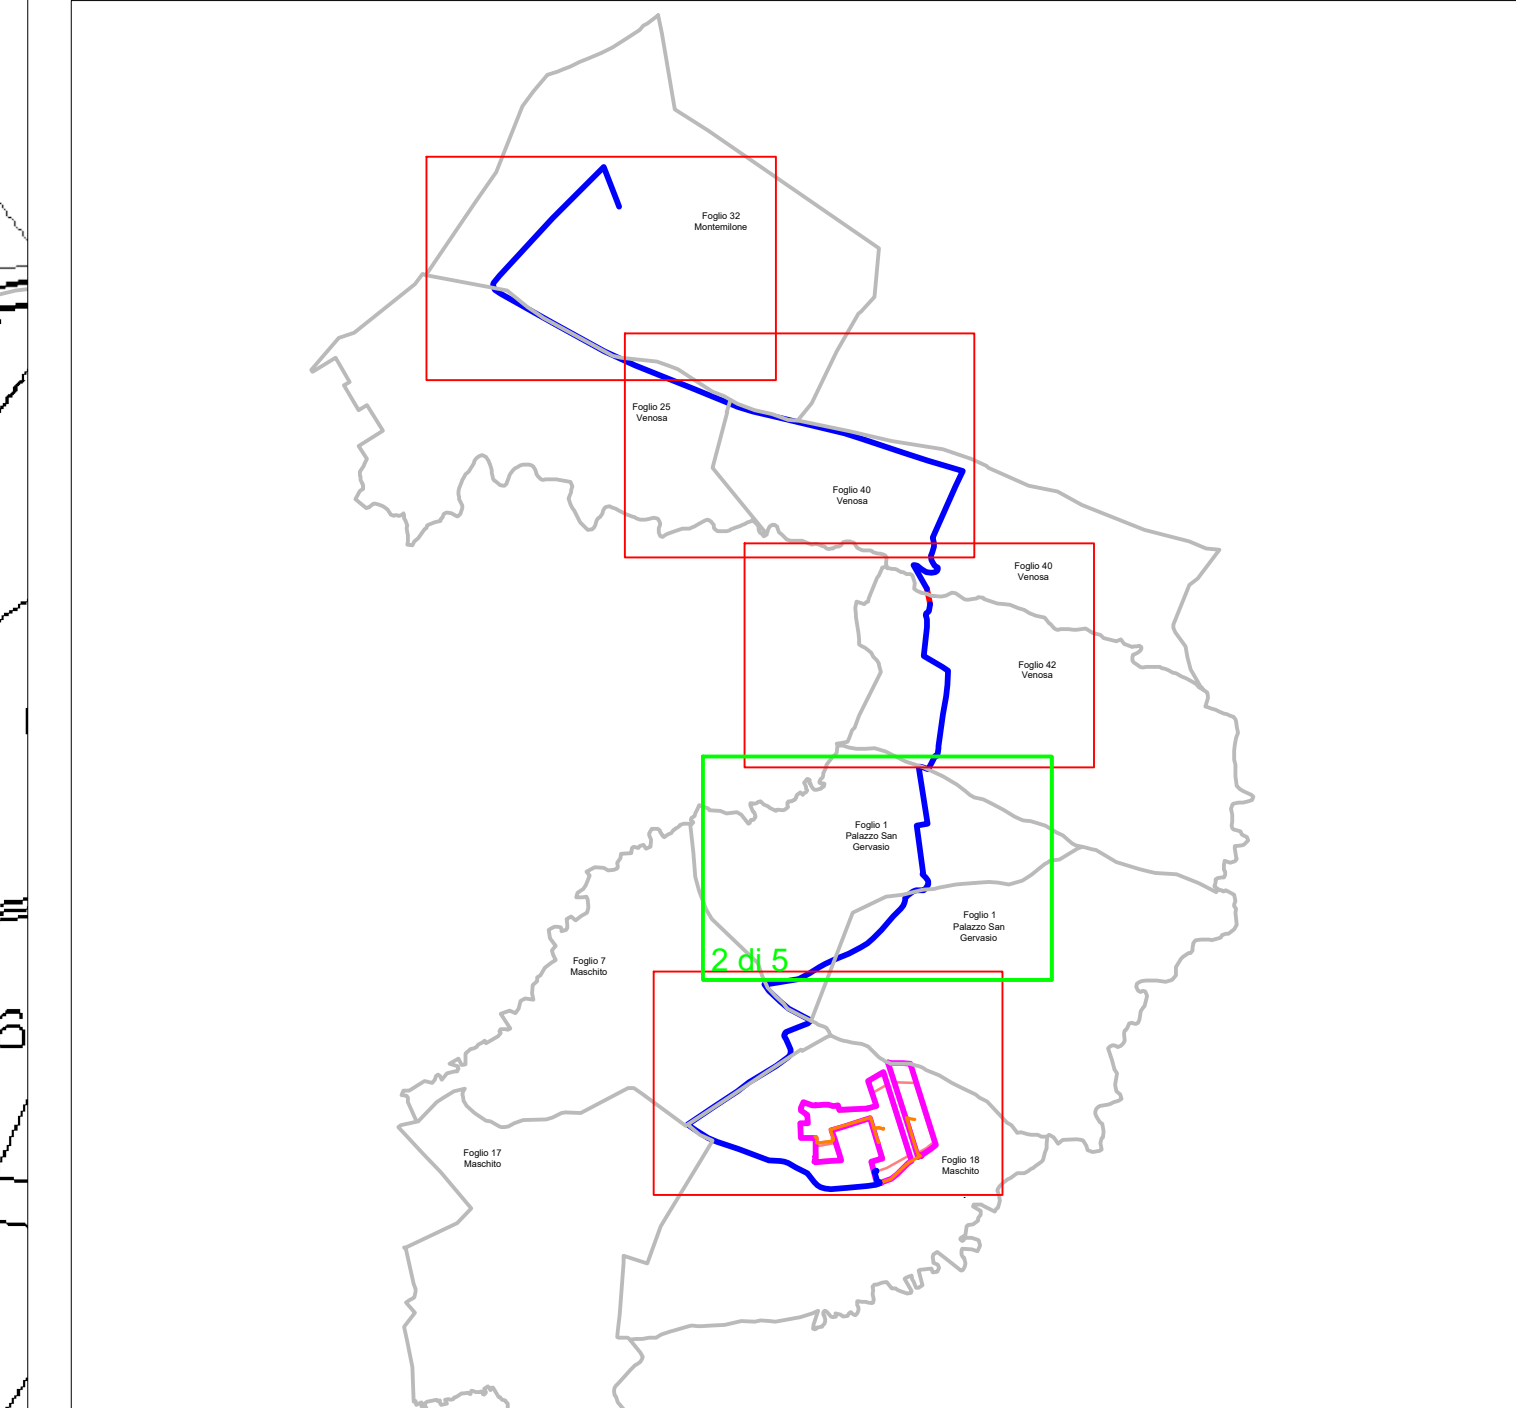 Foglio 32
Montemilone
Foglio 25
Venosa
Foglio 40
Venosa
Foglio 40
Venosa
Foglio 42
Venosa
Foglio 1
Palazzo San
Gervasio
Foglio 1
Palazzo San
Gervasio
2 di 5
Foglio 7
Maschito
Foglio 17
Maschito
Foglio 18
Maschito